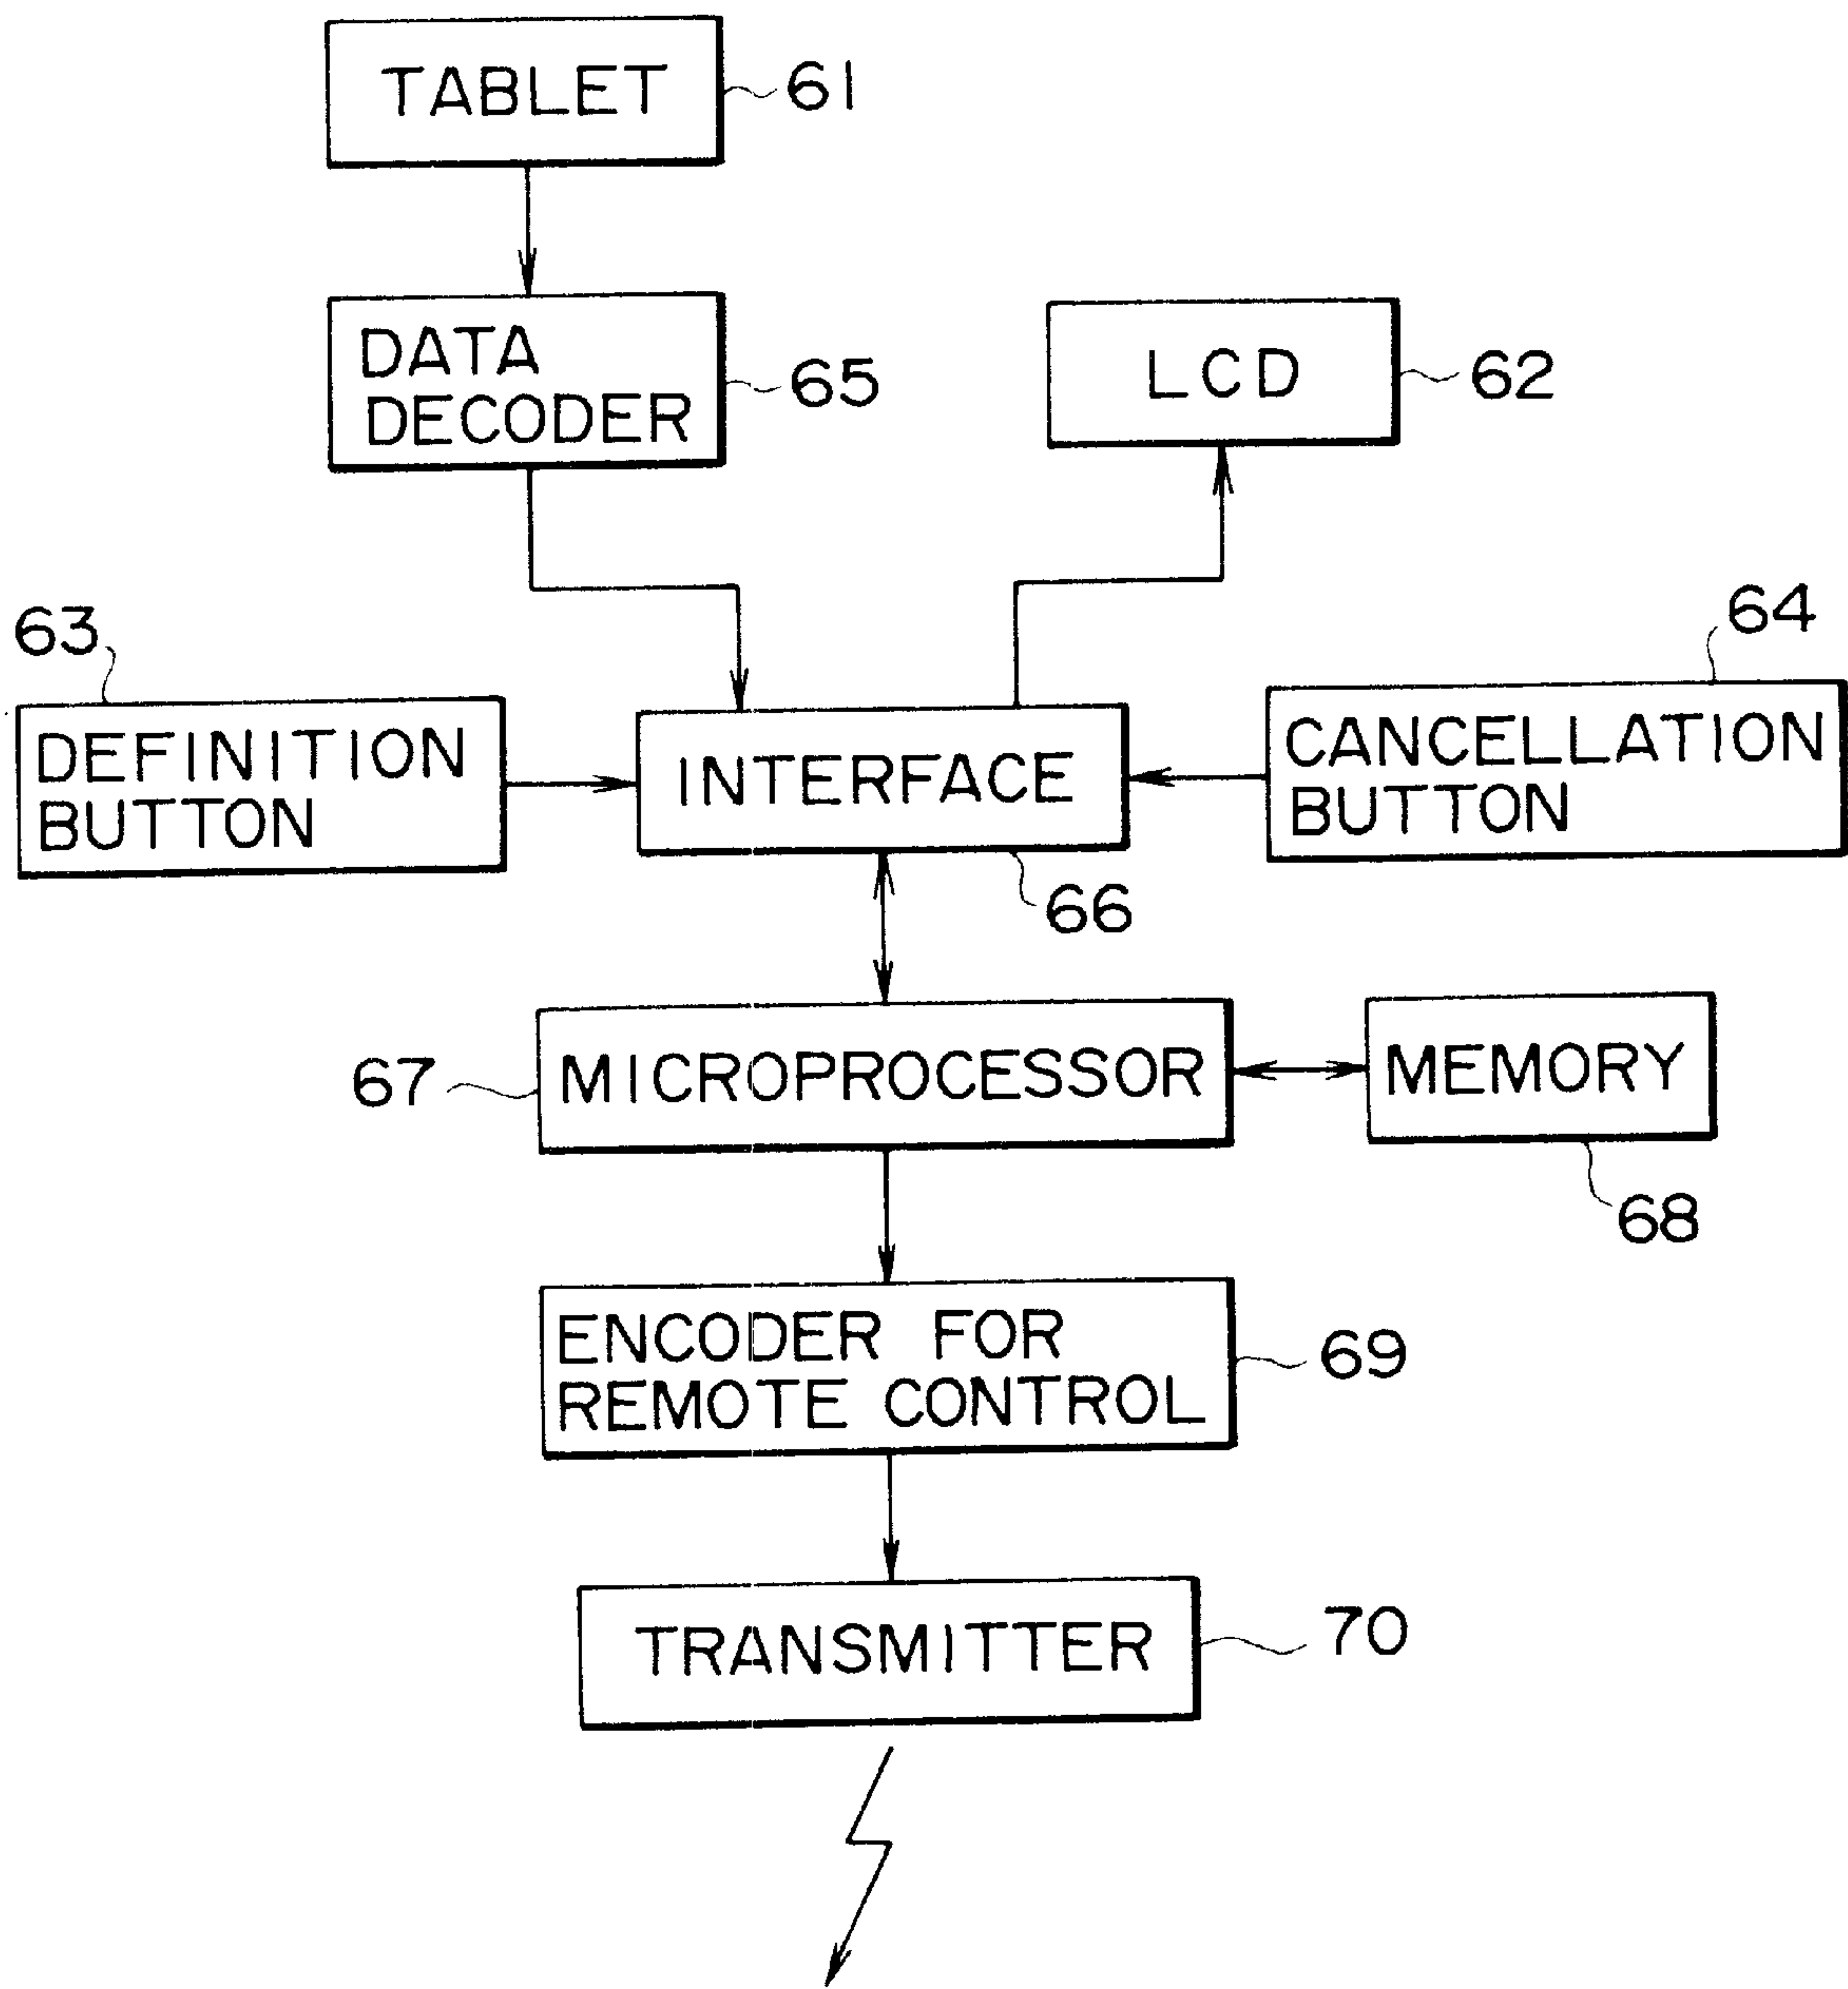 TABLET
61
DATA
DECODER
65
LCD
62
63
DEFINITION
BUTTON
INTERFACE
66
64
CANCELLATION
BUTTON
67
MICROPROCESSOR
MEMORY
68
ENCODER FOR
REMOTE CONTROL
69
TRANSMITTER
70